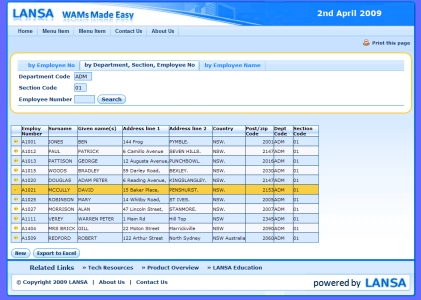 LANSA WAMs Made Easy 2nd April 2009
Home Menu Item Menu Item Contact Us About Us
Print this page
by Employee No by Department, Section, Employee No by Employee Name
Department Code ADM
Section Code 01
Employee Number Search
Employ Number Surname Given name(s) Address line 1 Address line 2 Country Post/zip Code Dept Code Section Code
A1001 JONES BEN 144 Frog PYMBLE. NSW. 2001 ADM 01
A1012 PAUL PATRICK 6 Camillo Avenue SEVEN HILLS. NSW. 2147 ADM 01
A1013 PATTISON GEORGE 12 Auguste Avenue, PUNCHBOWL. NSW. 2016 ADM 01
A1015 WOODS BRADLEY 59 Darley Road, BEXLEY. NSW. 2030 ADM 01
A1020 DOUGLAS ADAM PETER 6 Reading Avenue, KINGSLANGLEY. NSW. 2147 ADM 01
A1021 MCCULLY DAVID 15 Baker Place, PENSHURST. NSW. 2153 ADM 01
A1025 ROBINSON MARY 14 Whitby Road, ST IVES. NSW. 2005 ADM 01
A1027 MORRISON ALAN 47 Lincoln Street, STANMORE. NSW. 2007 ADM 01
A1111 VEREY WARREN PETER 1 Main Rd Hill Top NSW 2345 ADM 01
A1404 MRS BRICK GILL 22 Moton Street Marrickville NSW 2090 ADM 01
A1509 REDFORD ROBERT 122 Arthur Street North Sydney NSW Australie 2060 ADM 01
New Export to Excel
Related Links » Tech Resources » Product Overview » LANSA Education
© Copyright 2009 LANSA | About Us | Contact Us powered by LANSA